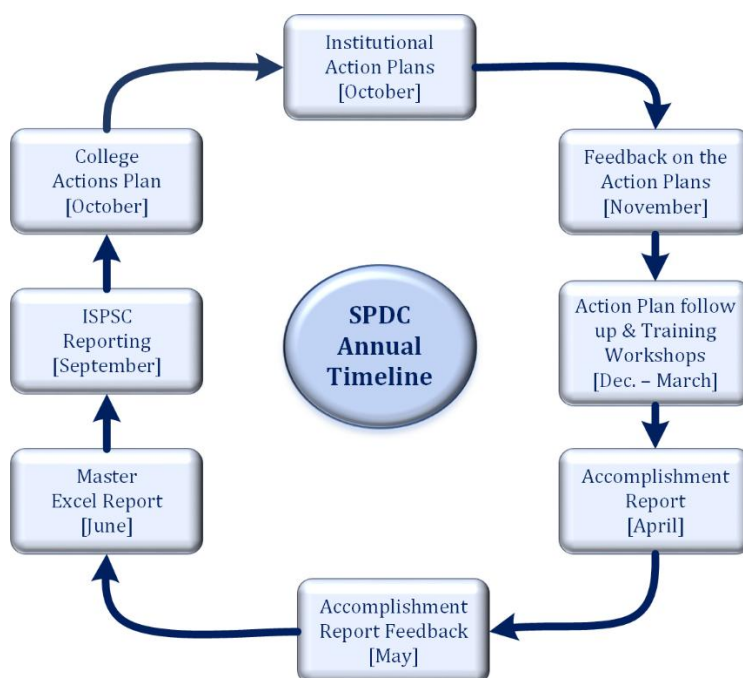 Institutional
Action Plans
[October]
Feedback on the
Action Plans
[November]
Action Plan follow
up & Training
Workshops
[Dec. – March]
Accomplishment
Report
[April]
Accomplishment
Report Feedback
[May]
Master
Excel Report
[June]
ISPSC
Reporting
[September]
College
Actions Plan
[October]
SPDC
Annual
Timeline